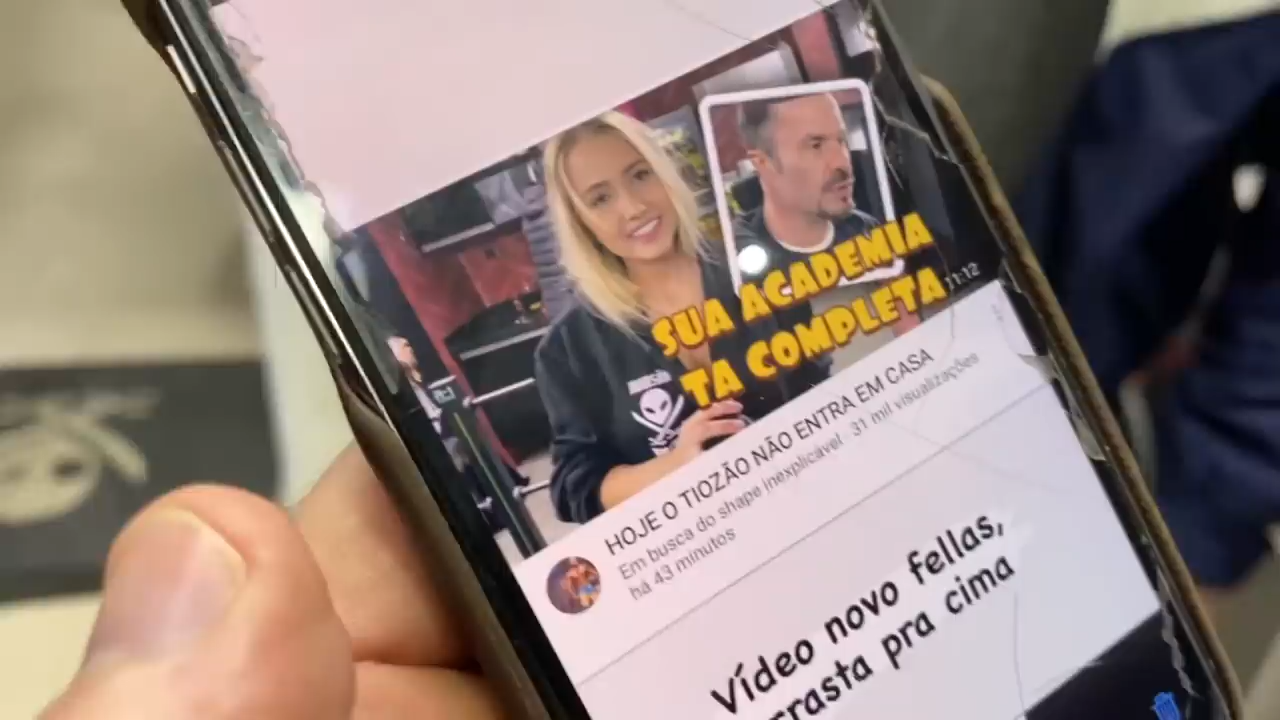 SUA ACADEMIA
TA COMPLETA
11:12
HOJE O TIOZÃO NÃO ENTRA EM CASA
Em busca do shape inexplicável · 31 mil visualizações
há 43 minutos
Vídeo novo fellas,
pra cima